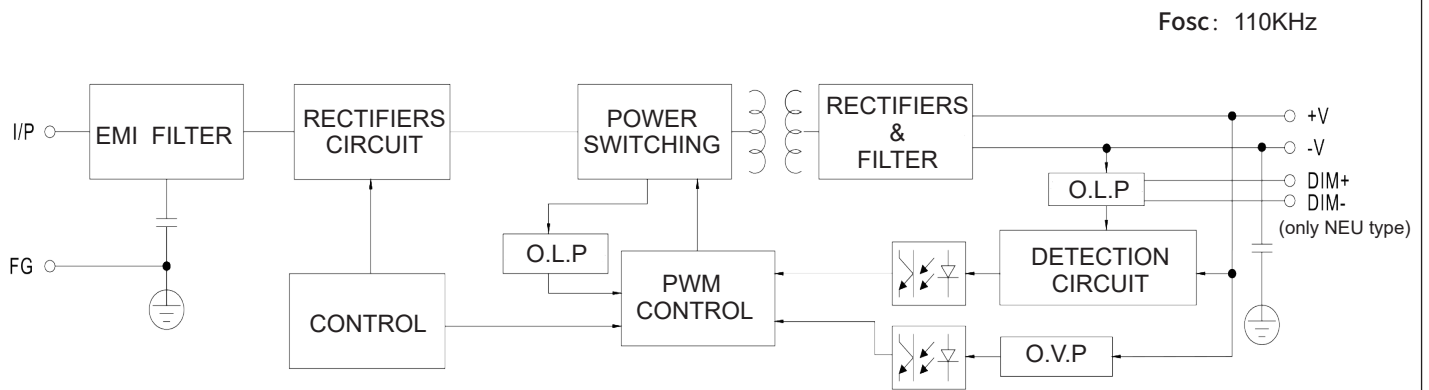 Fosc: 110KHz
I/P
EMI FILTER
RECTIFIERS
CIRCUIT
POWER
SWITCHING
RECTIFIERS
&
FILTER
+V
-V
O.L.P
DIM+
DIM-
(only NEU type)
FG
O.L.P
DETECTION
CIRCUIT
PWM
CONTROL
CONTROL
O.V.P